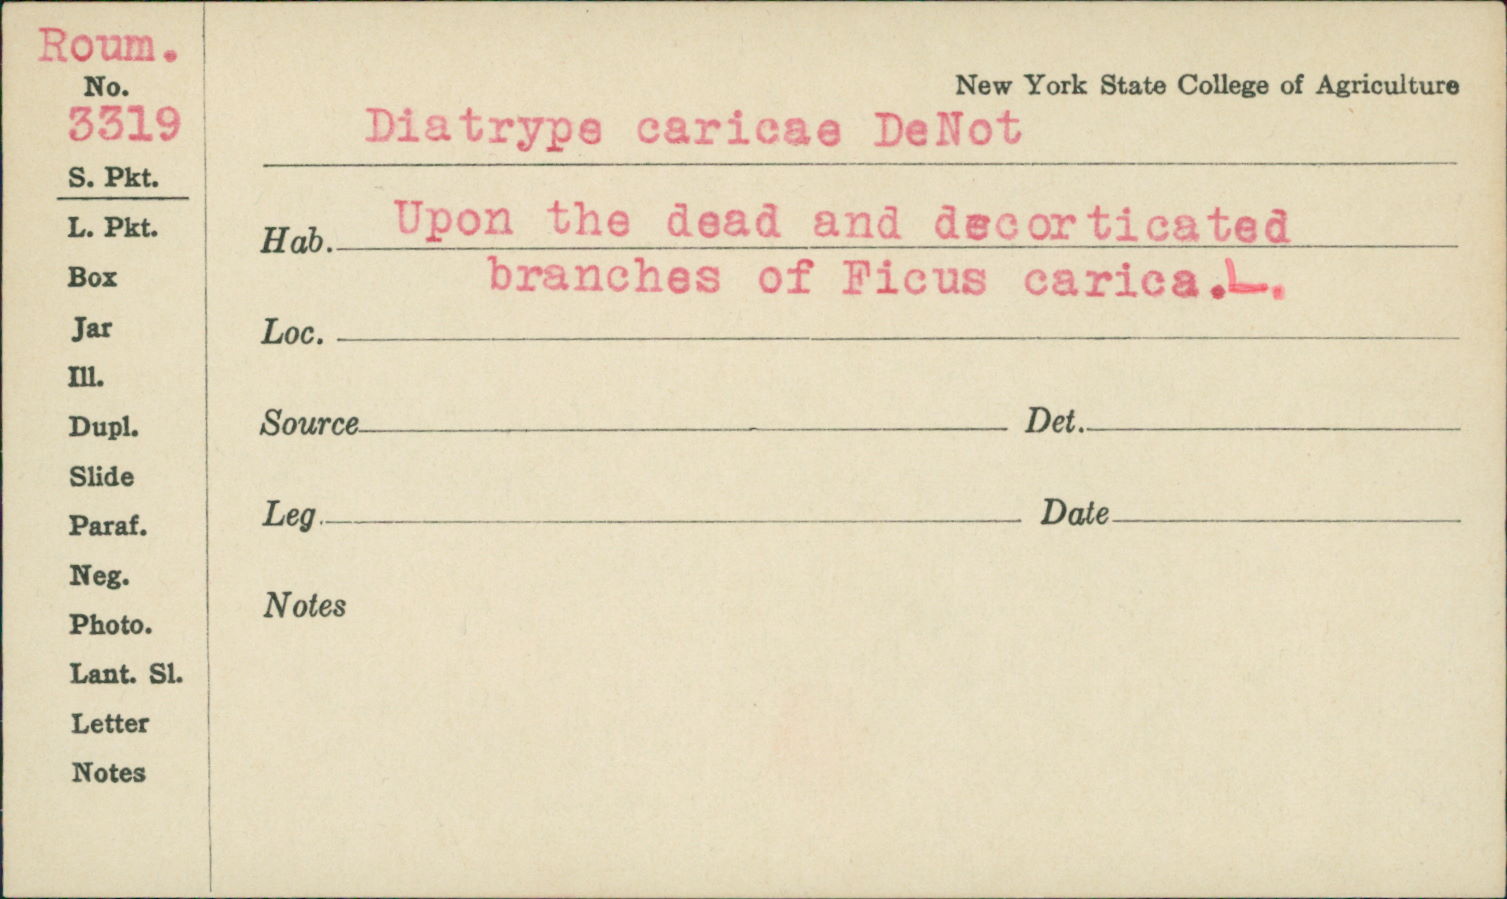 Roum.
No.
3319
S. Pkt.
L. Pkt.
Box
Jar
Ill.
Dupl.
Slide
Paraf.
Neg.
Photo.
Lant. Sl.
Letter
Notes
New York State College of Agriculture
Diatrype caricae DeNot
Hab. Upon the dead and decorticated
branches of Ficus carica.L.
Loc.
Source Det.
Leg. Date
Notes